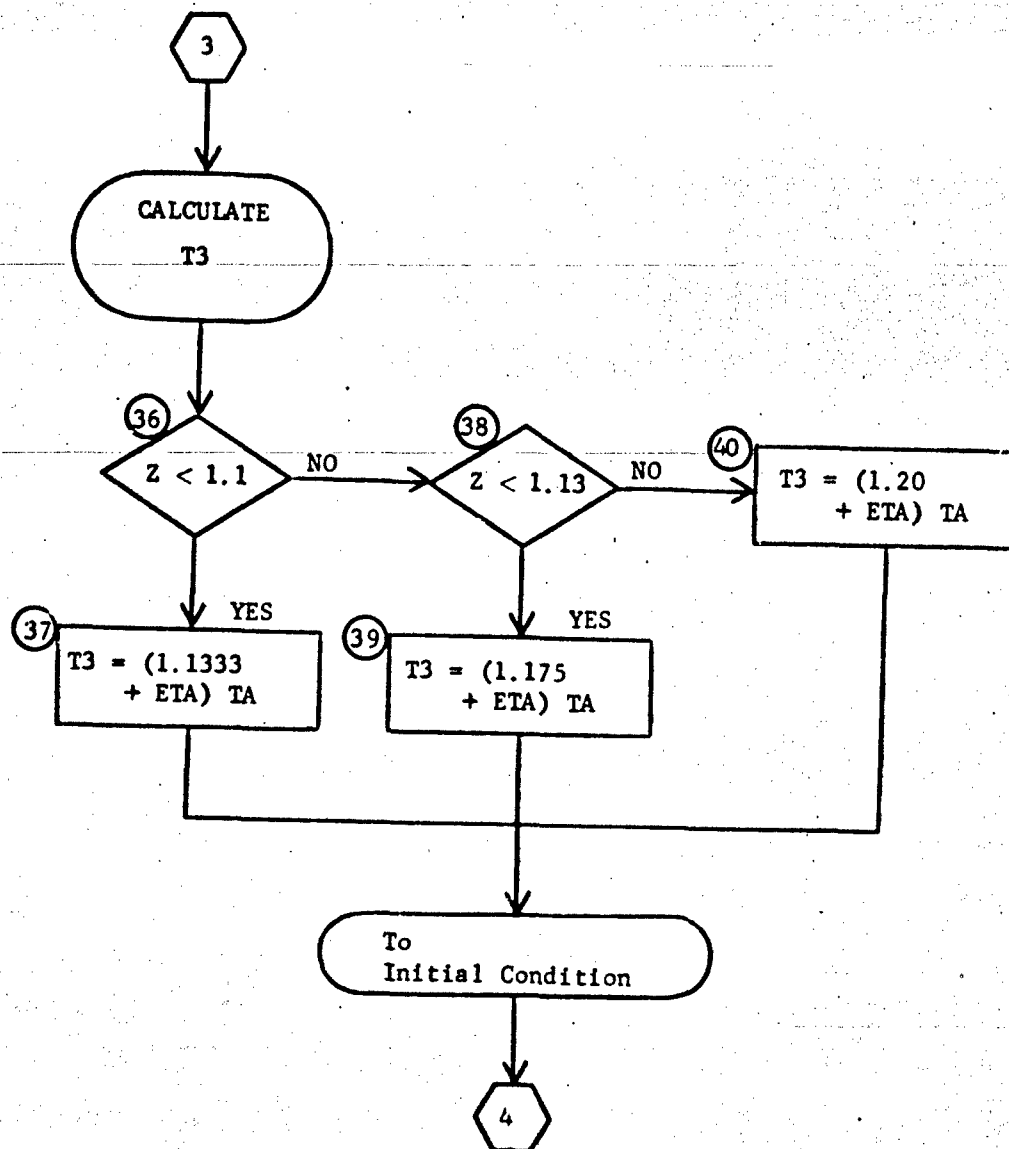 3
CALCULATE
T3
36
Z < 1.1
NO
38
Z < 1.13
NO
40
T3 = (1.20
+ ETA) TA
YES
37
T3 = (1.1333
+ ETA) TA
YES
39
T3 = (1.175
+ ETA) TA
To
Initial Condition
4